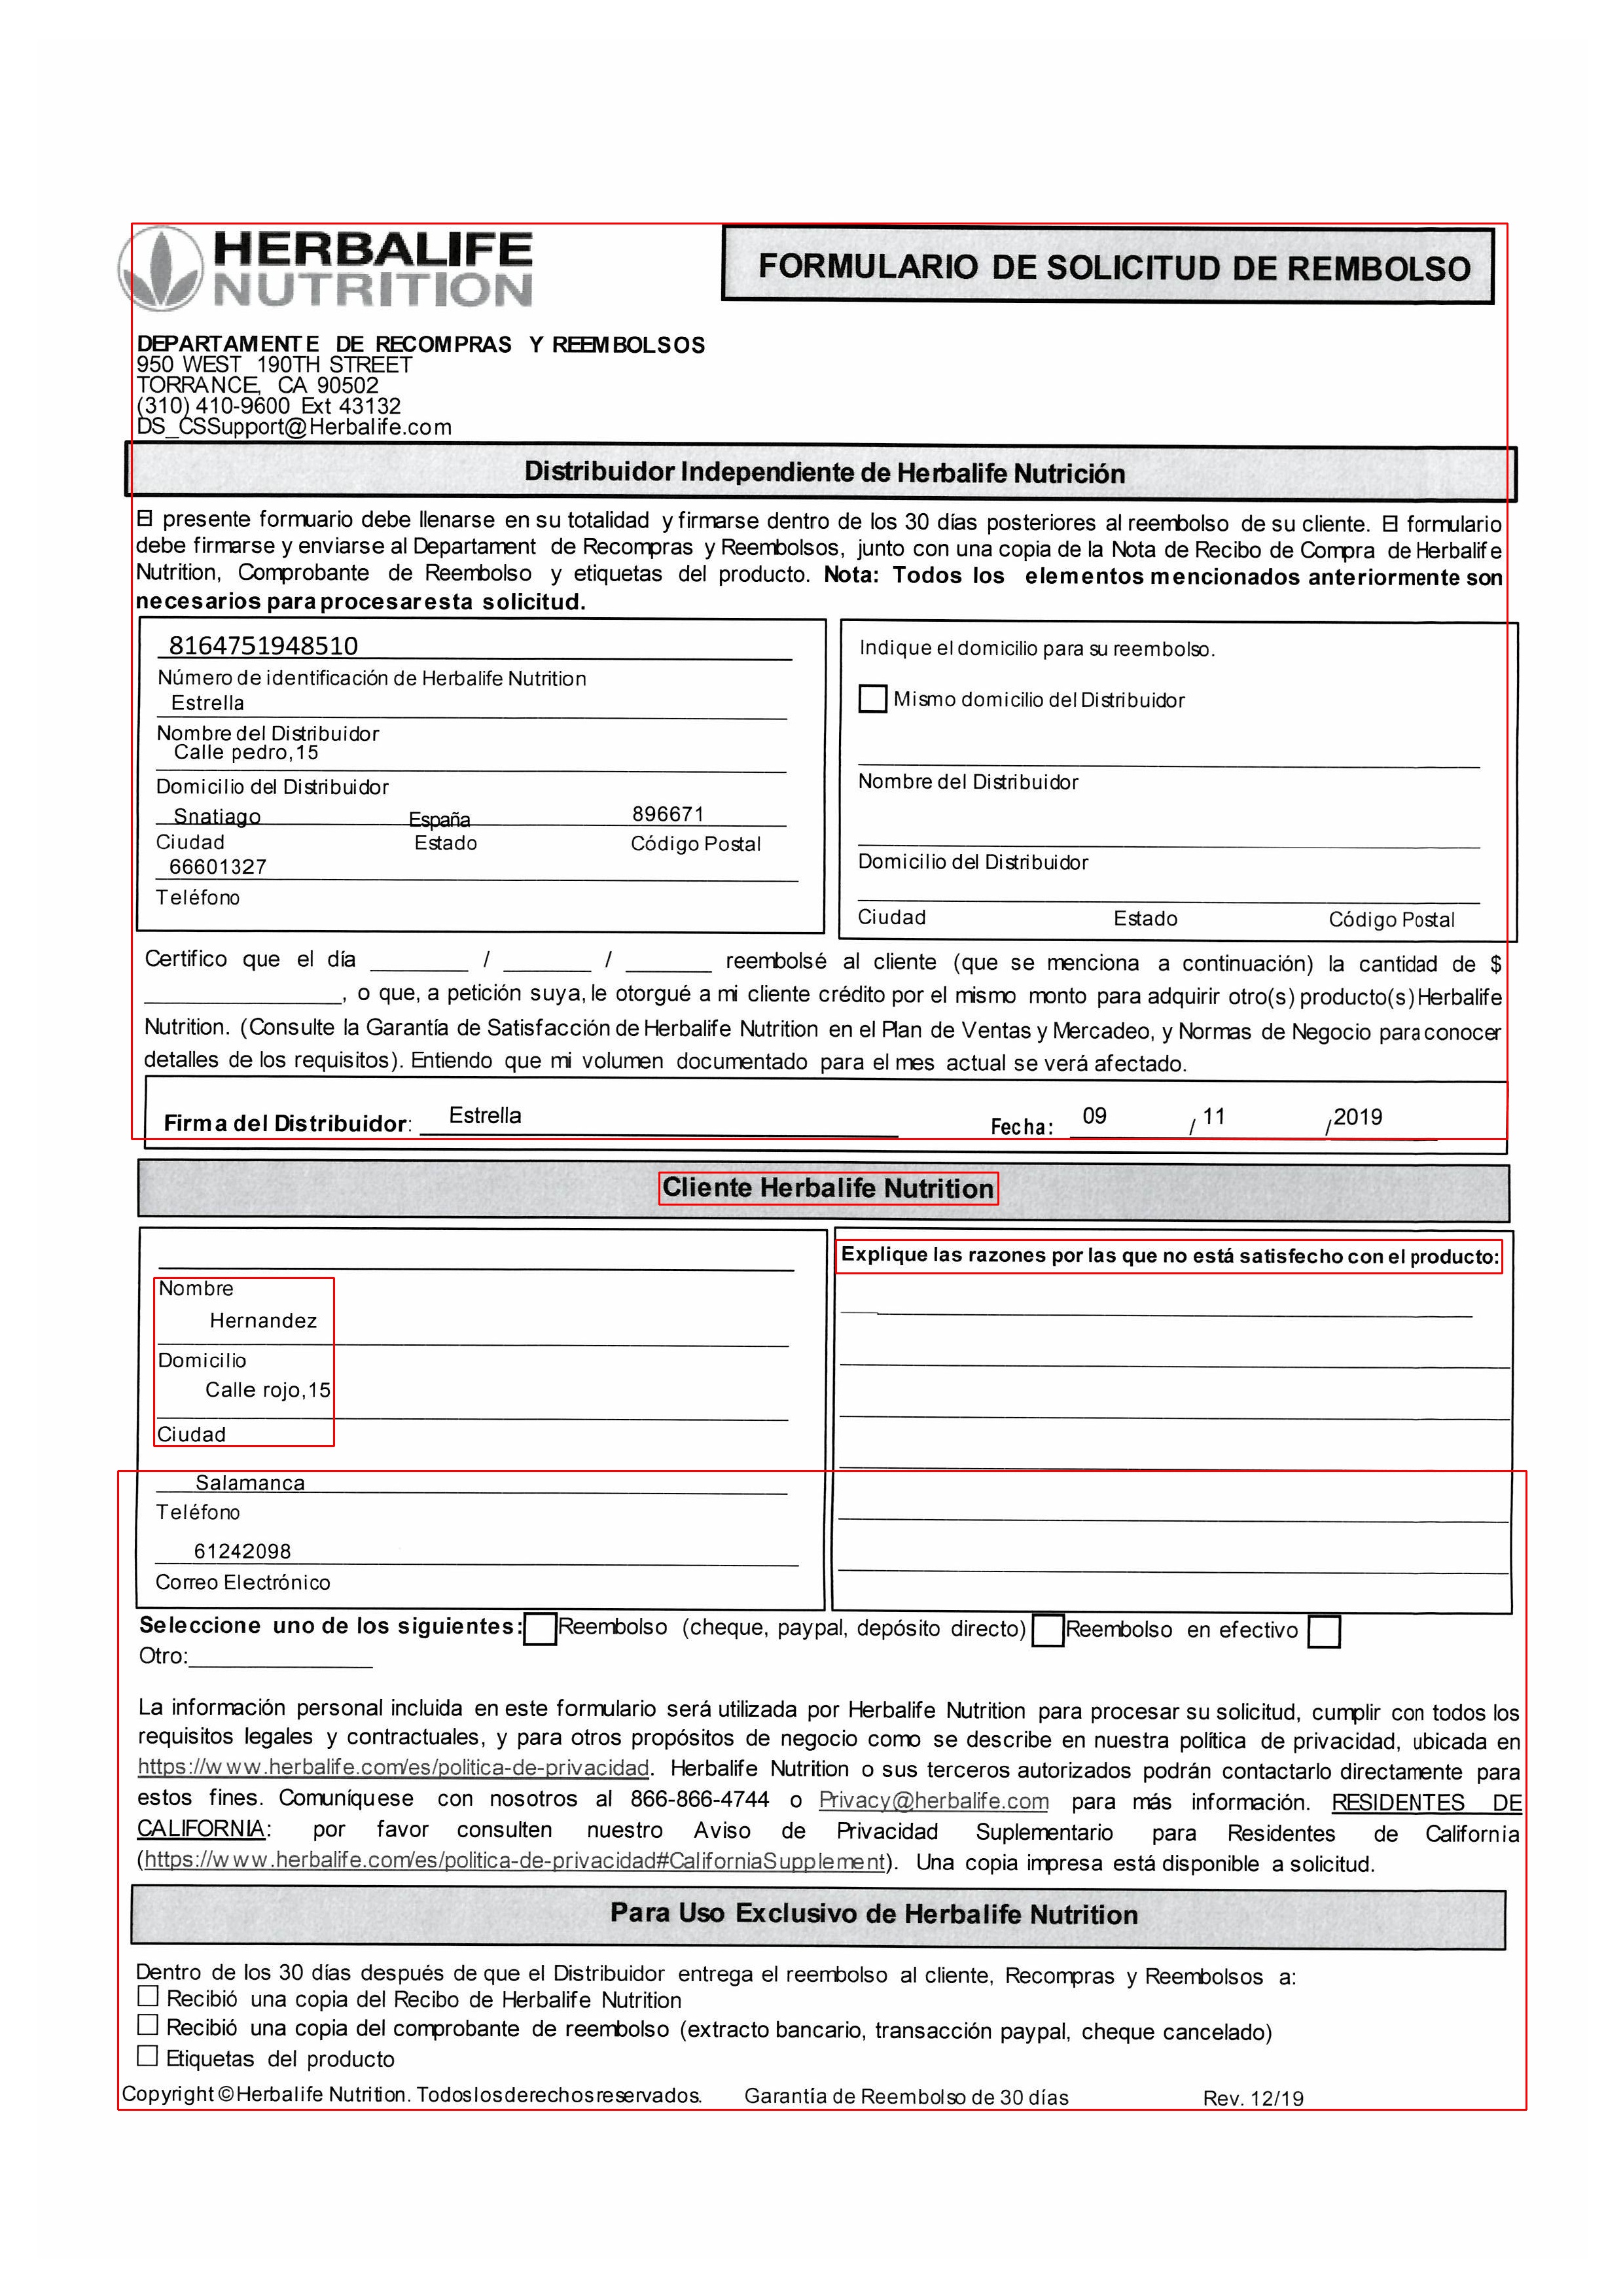 HERBALIFE
NUTRITION
FORMULARIO DE SOLICITUD DE REMBOLSO
DEPARTAMENTE DE RECOMPRAS Y REEMBOLSOS
950 WEST 190TH STREET
TORRANCE, CA 90502
(310) 410-9600 Ext 43132
DS_CSSupport@Herbalife.com
Distribuidor Independiente de Herbalife Nutrición
El presente formuario debe llenarse en su totalidad y firmarse dentro de los 30 días posteriores al reembolso de su cliente. El formulario
debe firmarse y enviarse al Departament de Recompras y Reembolsos, junto con una copia de la Nota de Recibo de Compra de Herbalife
Nutrition, Comprobante de Reembolso y etiquetas del producto. Nota: Todos los elementos mencionados anteriormente son
necesarios para procesar esta solicitud.
8164751948510
Número de identificación de Herbalife Nutrition
Estrella
Nombre del Distribuidor
Calle pedro,15
Domicilio del Distribuidor
Snatiago España 896671
Ciudad Estado Código Postal
66601327
Teléfono
Indique el domicilio para su reembolso.
Mismo domicilio del Distribuidor
Nombre del Distribuidor
Domicilio del Distribuidor
Ciudad Estado Código Postal
Certifico que el día ________ / _______ / _______ reembolsé al cliente (que se menciona a continuación) la cantidad de $
________________, o que, a petición suya, le otorgué a mi cliente crédito por el mismo monto para adquirir otro(s) producto(s) Herbalife
Nutrition. (Consulte la Garantía de Satisfacción de Herbalife Nutrition en el Plan de Ventas y Mercadeo, y Normas de Negocio para conocer
detalles de los requisitos). Entiendo que mi volumen documentado para el mes actual se verá afectado.
Firma del Distribuidor: Estrella Fecha: 09 / 11 /2019
Cliente Herbalife Nutrition
Nombre
Hernandez
Domicilio
Calle rojo,15
Ciudad
Salamanca
Teléfono
61242098
Correo Electrónico
Explique las razones por las que no está satisfecho con el producto:
Seleccione uno de los siguientes: Reembolso (cheque, paypal, depósito directo) Reembolso en efectivo
Otro:_______________
La información personal incluida en este formulario será utilizada por Herbalife Nutrition para procesar su solicitud, cumplir con todos los
requisitos legales y contractuales, y para otros propósitos de negocio como se describe en nuestra política de privacidad, ubicada en
https://www.herbalife.com/es/politica-de-privacidad. Herbalife Nutrition o sus terceros autorizados podrán contactarlo directamente para
estos fines. Comuníquese con nosotros al 866-866-4744 o Privacy@herbalife.com para más información. RESIDENTES DE
CALIFORNIA: por favor consulten nuestro Aviso de Privacidad Suplementario para Residentes de California
(https://www.herbalife.com/es/politica-de-privacidad#CaliforniaSupplement). Una copia impresa está disponible a solicitud.
Para Uso Exclusivo de Herbalife Nutrition
Dentro de los 30 días después de que el Distribuidor entrega el reembolso al cliente, Recompras y Reembolsos a:
Recibió una copia del Recibo de Herbalife Nutrition
Recibió una copia del comprobante de reembolso (extracto bancario, transacción paypal, cheque cancelado)
Etiquetas del producto
Copyright © Herbalife Nutrition. Todos los derechos reservados. Garantía de Reembolso de 30 días Rev. 12/19